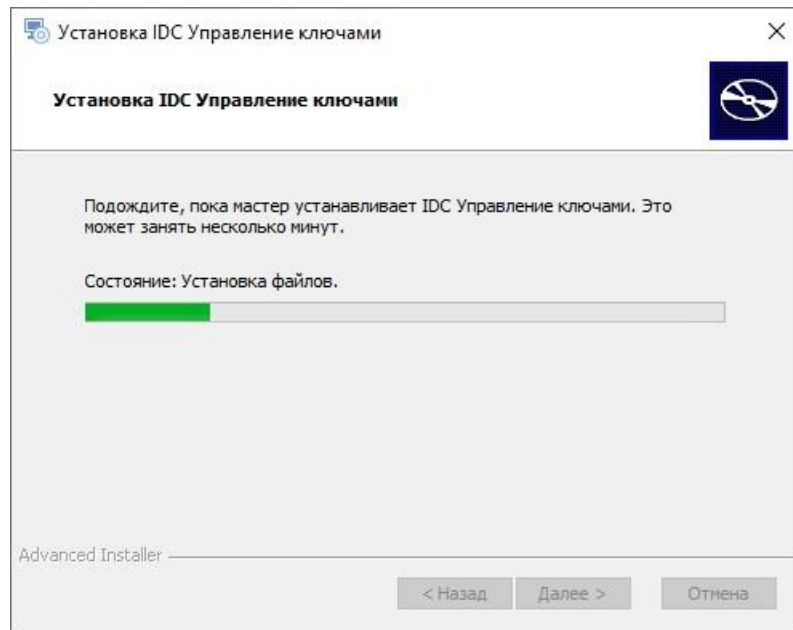 Установка IDC Управление ключами
Установка IDC Управление ключами
Подождите, пока мастер устанавливает IDC Управление ключами. Это
может занять несколько минут.
Состояние: Установка файлов.
Advanced Installer
< Назад Далее > Отмена